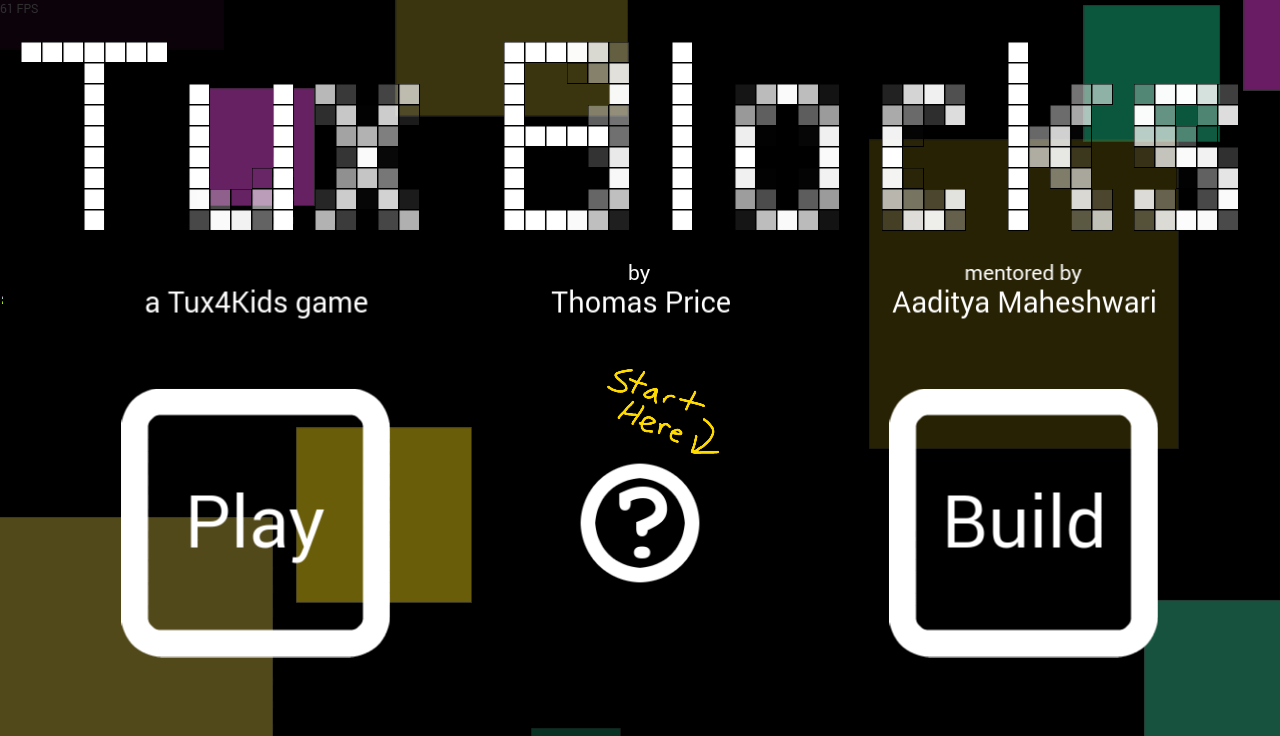 61 FPS
Tux Blocks
a Tux4Kids game
by
Thomas Price
mentored by
Aaditya Maheshwari
Start
Here
Play
?
Build